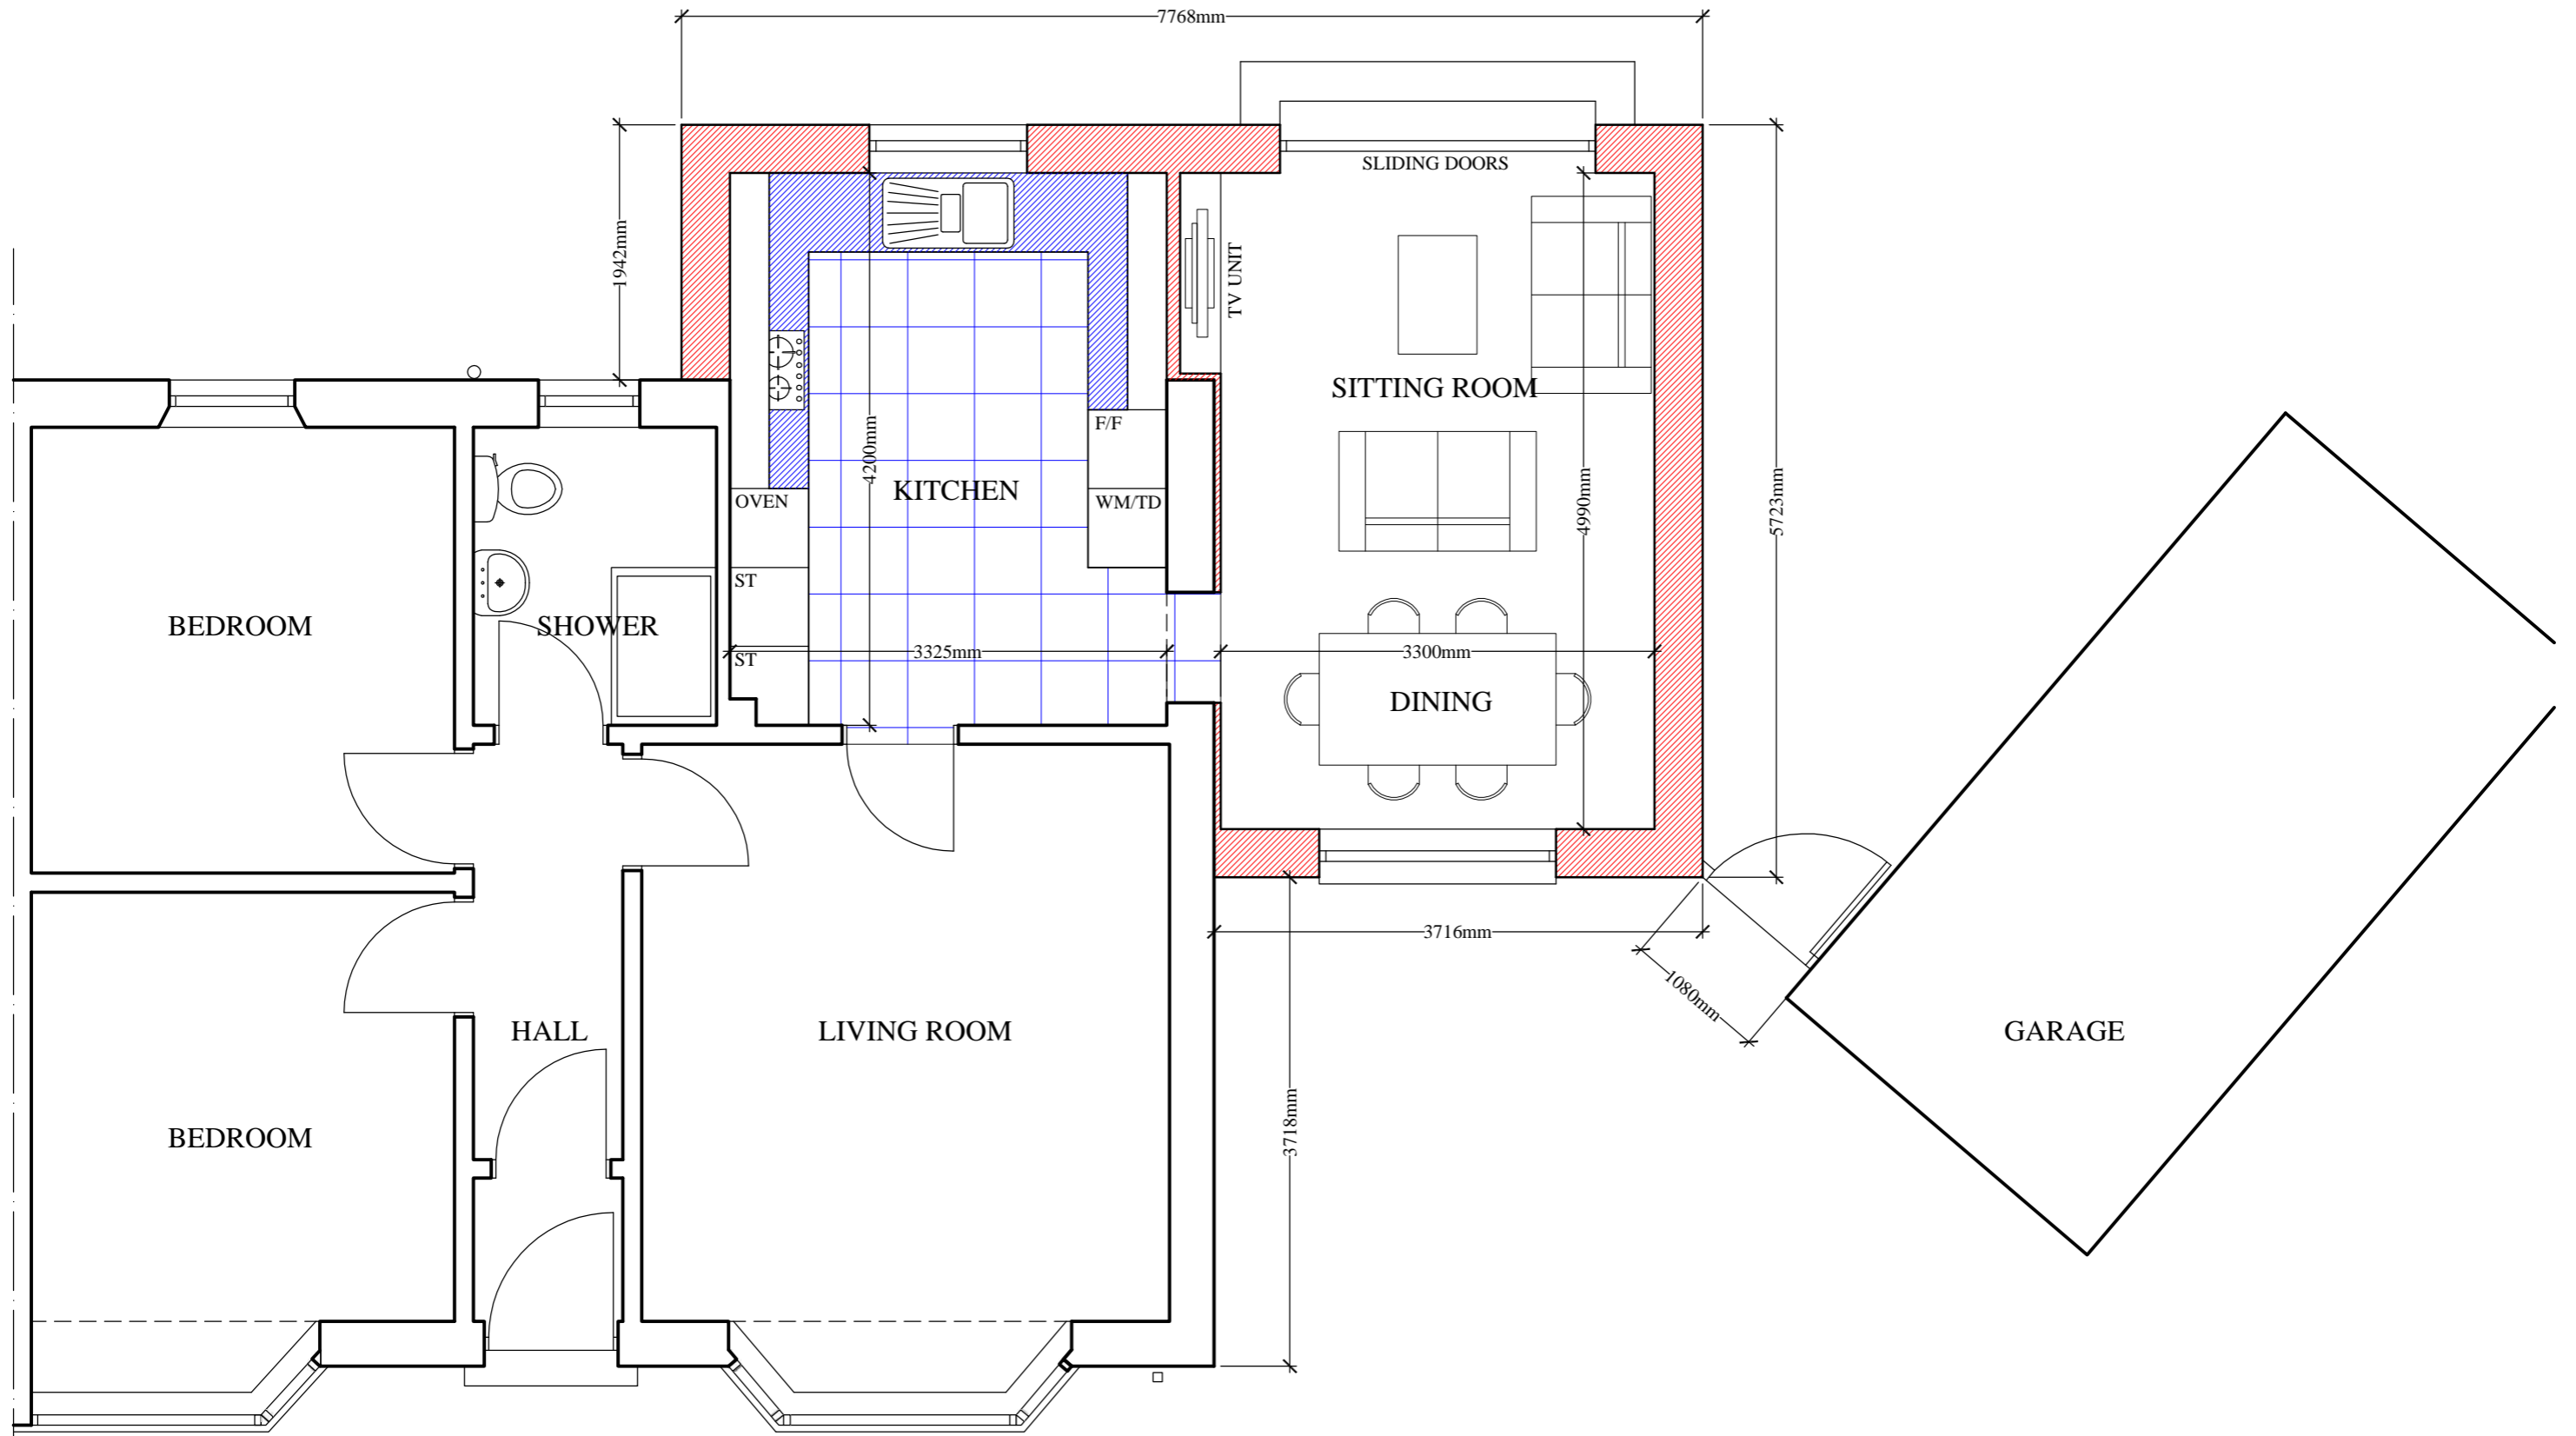 7768mm
SLIDING DOORS
1942mm
TV UNIT
SITTING ROOM
F/F
4200mm
KITCHEN
OVEN
WM/TD
4990mm
5723mm
ST
BEDROOM
SHOWER
ST
3325mm
3300mm
DINING
3716mm
1080mm
HALL
LIVING ROOM
GARAGE
3718mm
BEDROOM